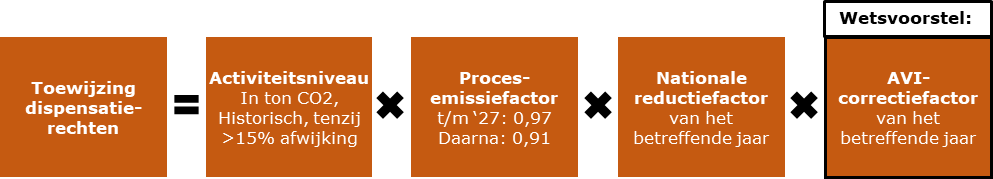 Wetsvoorstel:
Toewijzing
dispensatie-
rechten
=
Activiteitsniveau
In ton CO2,
Historisch, tenzij
>15% afwijking
×
Proces-
emissiefactor
t/m '27: 0,97
Daarna: 0,91
×
Nationale
reductiefactor
van het
betreffende jaar
×
AVI-
correctiefactor
van het
betreffende jaar